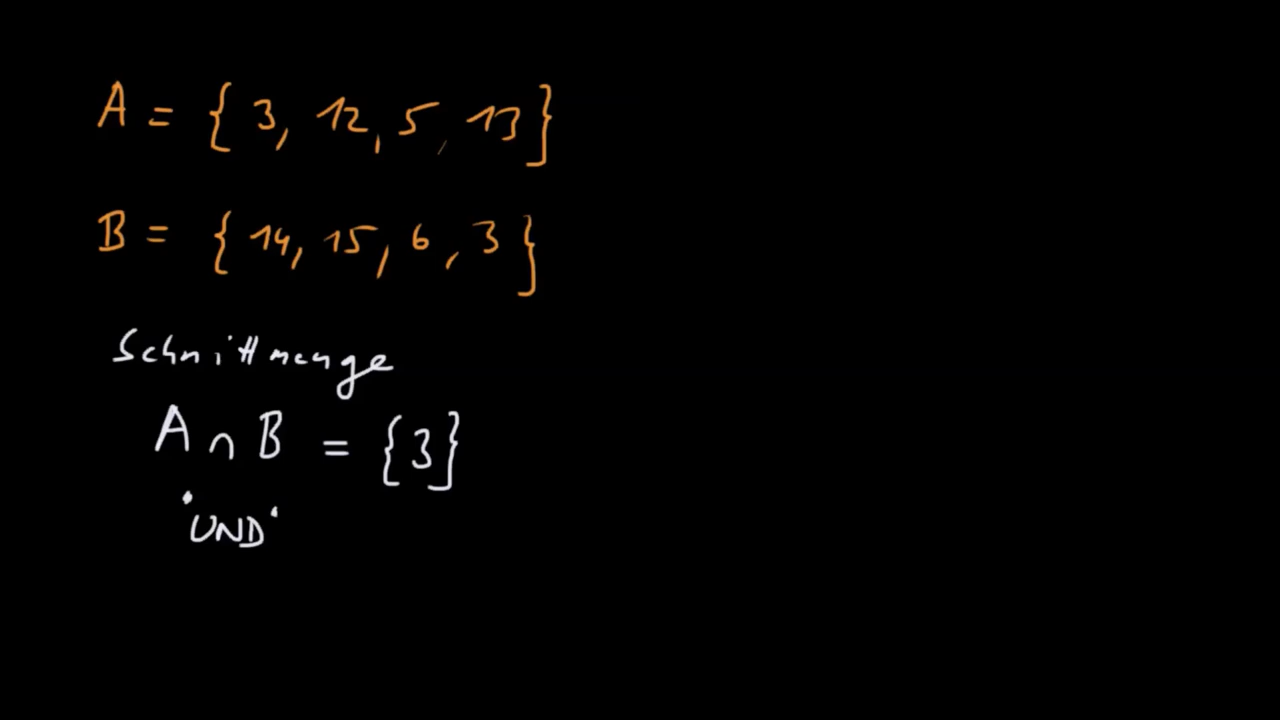 A = { 3, 12, 5, 13 }
B = { 14, 15, 6, 3 }
Schnittmenge
A ∩ B = {3}
"UND"